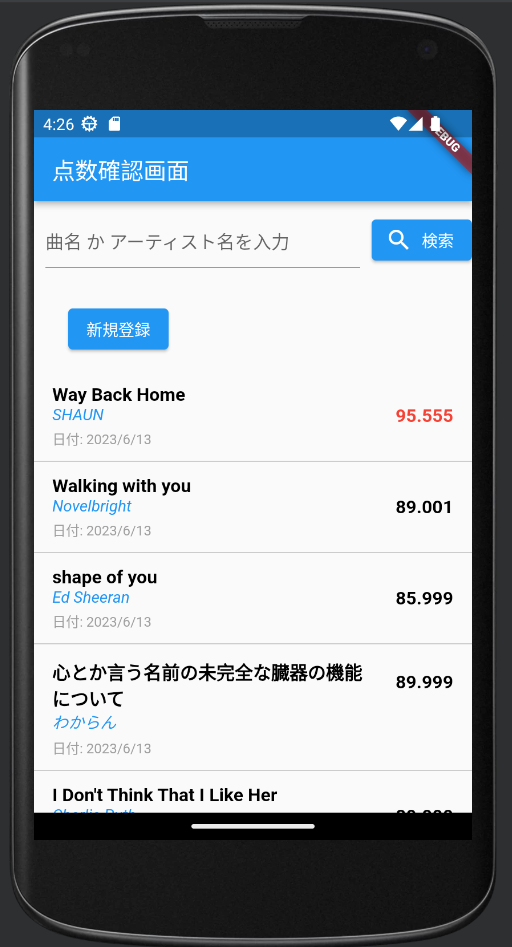 4:26
DEBUG
点数確認画面
曲名 か アーティスト名を入力
検索
新規登録
Way Back Home
SHAUN
95.555
日付: 2023/6/13
Walking with you
Novelbright
89.001
日付: 2023/6/13
shape of you
Ed Sheeran
85.999
日付: 2023/6/13
心とか言う名前の未完全な臓器の機能
について
89.999
わからん
日付: 2023/6/13
I Don't Think That I Like Her